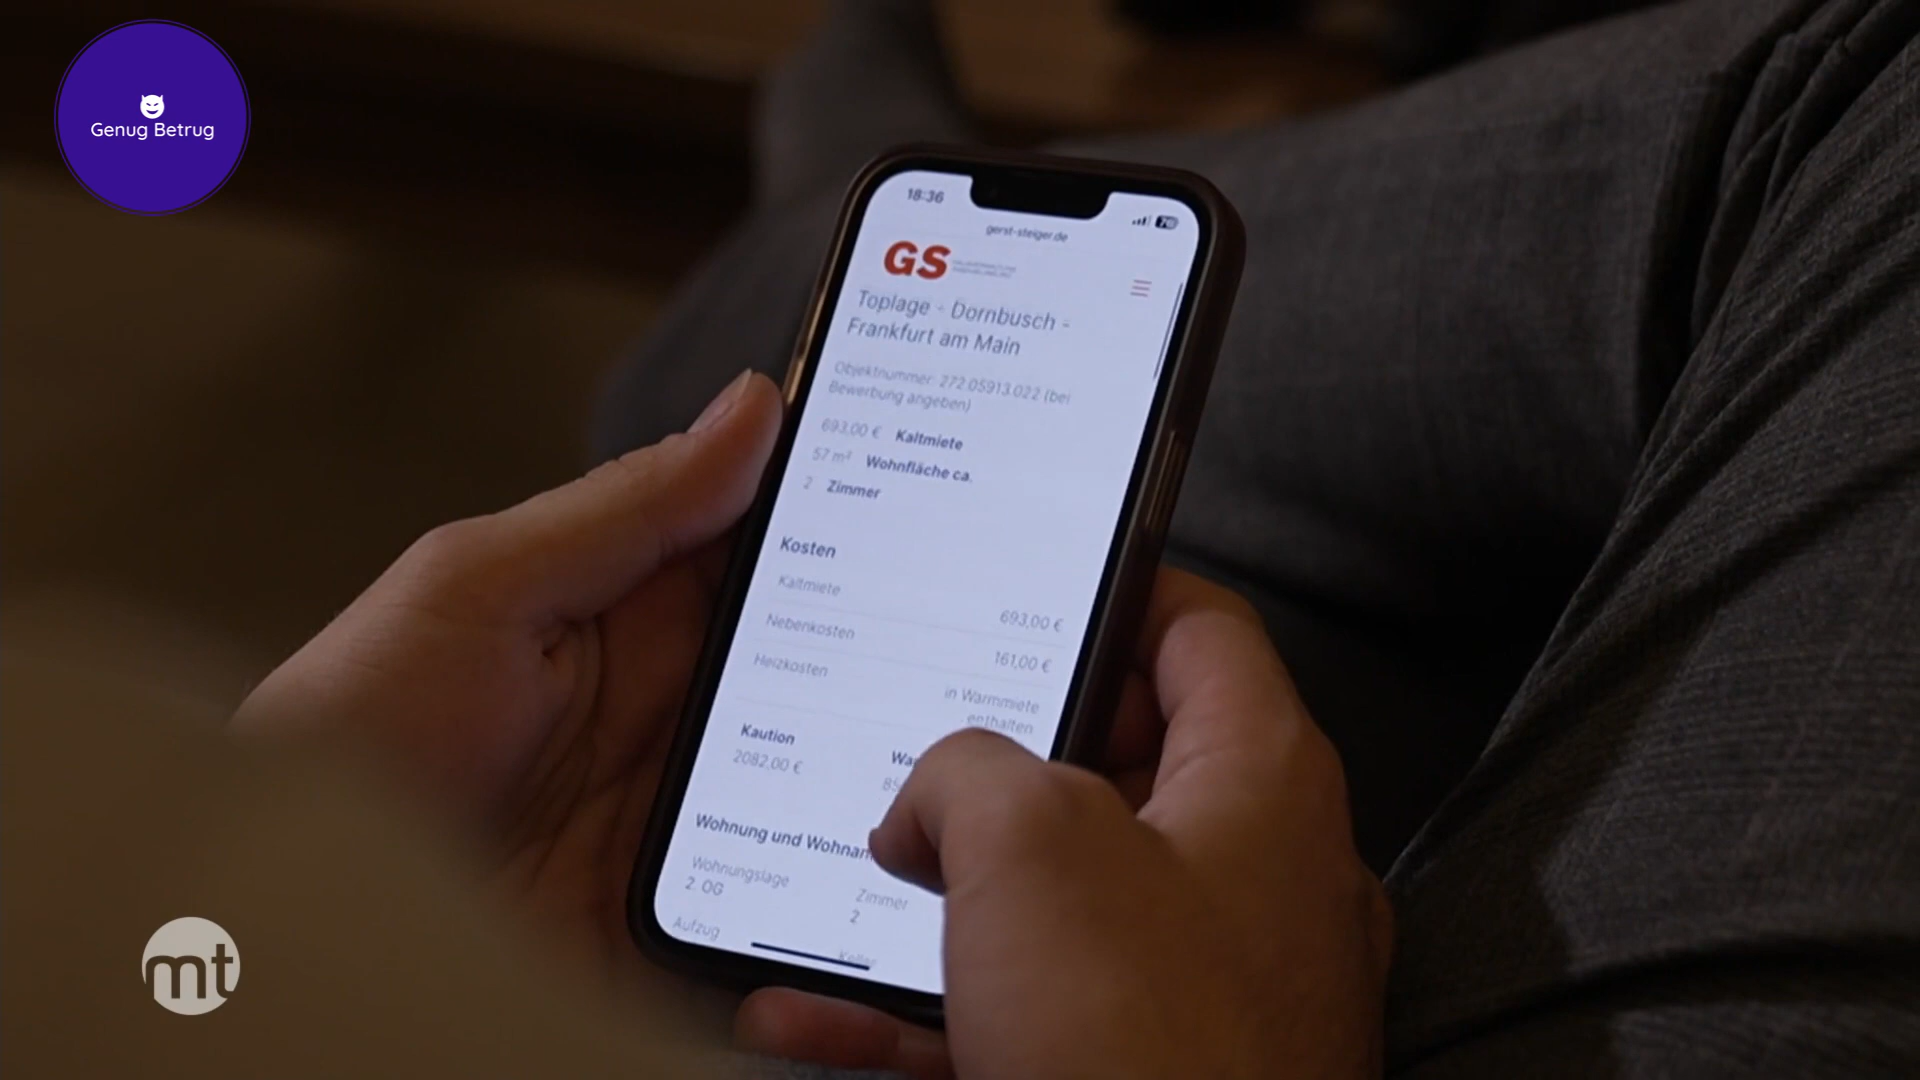 Genug Betrug
18:36
76
gerst-steiger.de
GS
Toplage - Dornbusch -
Frankfurt am Main
Objektnummer: 272.05913.022 (bei
Bewerbung angeben)
693,00 € Kaltmiete
57 m² Wohnfläche ca.
2 Zimmer
Kosten
Kaltmiete 693,00 €
Nebenkosten 161,00 €
Heizkosten in Warmmiete
enthalten
Kaution
2082,00 €
Wohnung und Wohnan
Wohnungslage
2. OG
Zimmer
2
Aufzug
Keller
mt